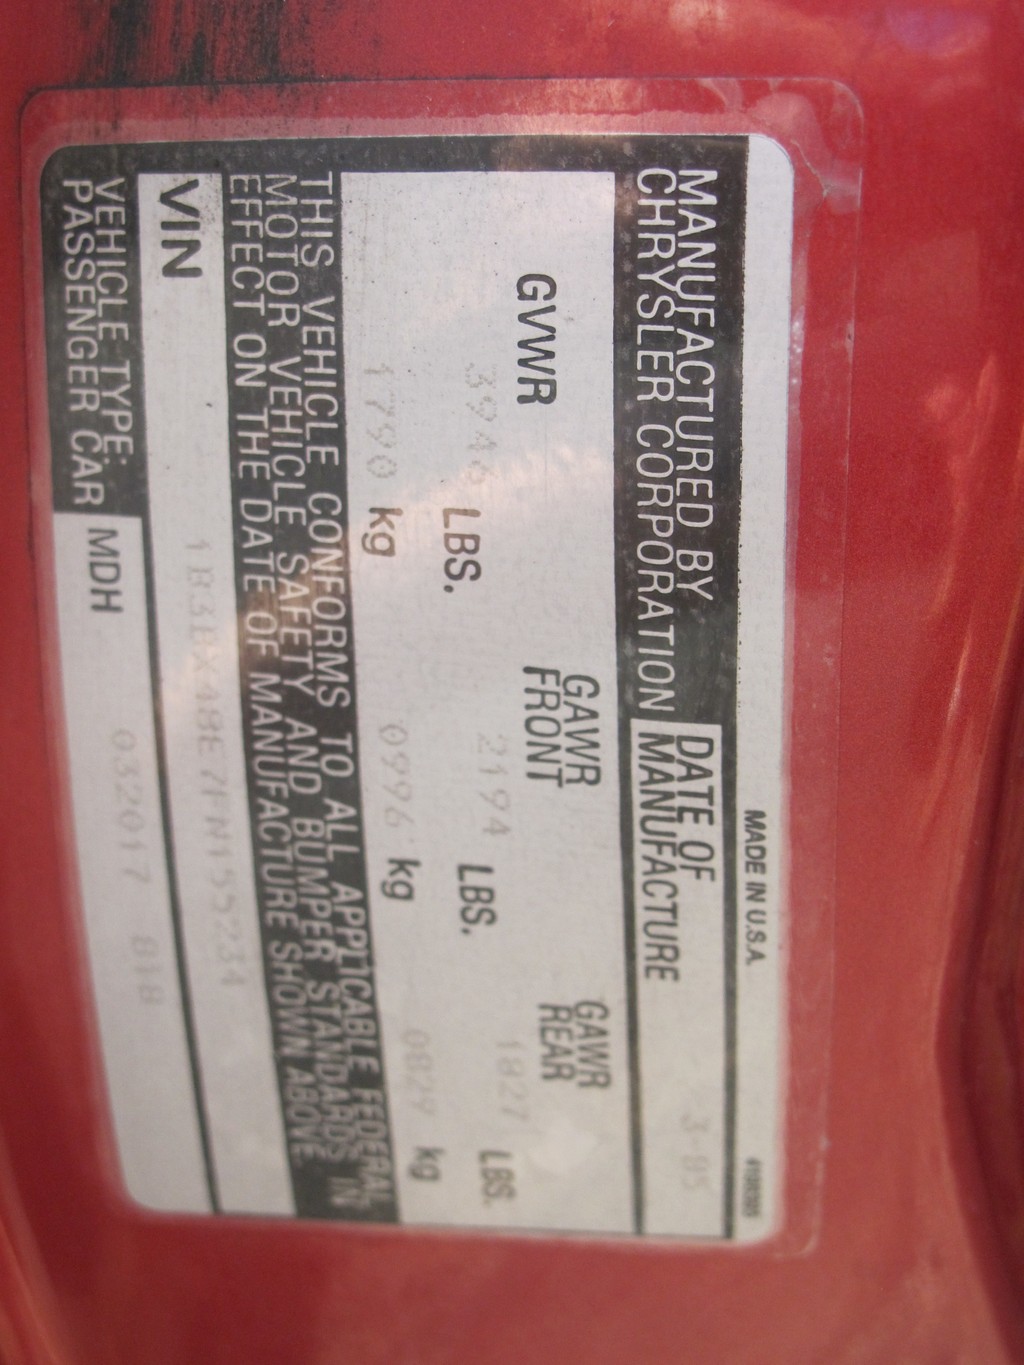 MADE IN U.S.A.
MANUFACTURED BY
CHRYSLER CORPORATION
DATE OF
MANUFACTURE
3-85
GVWR
GAWR
FRONT
GAWR
REAR
LBS.
2194 LBS.
1827 LBS.
1790 kg
0996 kg
0829 kg
THIS VEHICLE CONFORMS TO ALL APPLICABLE FEDERAL
MOTOR VEHICLE SAFETY AND BUMPER STANDARDS IN
EFFECT ON THE DATE OF MANUFACTURE SHOWN ABOVE.
VIN
VEHICLE TYPE:
PASSENGER CAR
MDH 032017